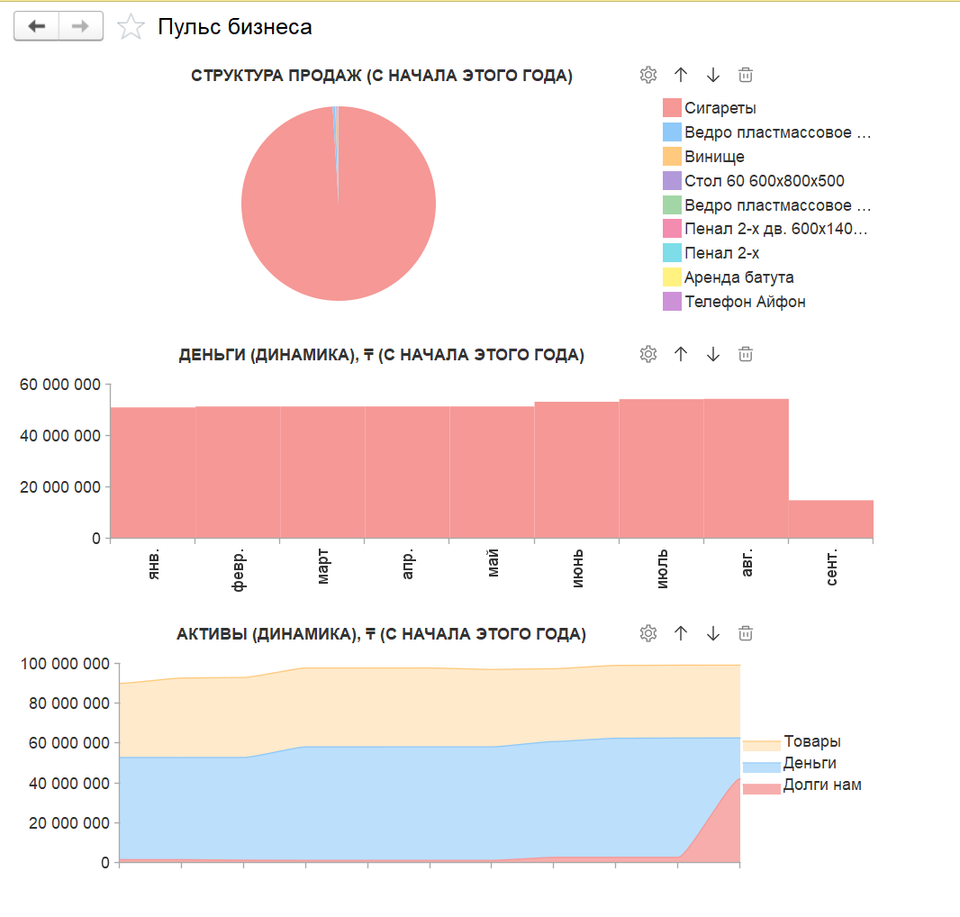 Пульс бизнеса
СТРУКТУРА ПРОДАЖ (С НАЧАЛА ЭТОГО ГОДА)
Сигареты
Ведро пластмассовое ...
Винище
Стол 60 600х800х500
Ведро пластмассовое ...
Пенал 2-х дв. 600х140...
Пенал 2-х
Аренда батута
Телефон Айфон
ДЕНЬГИ (ДИНАМИКА), ₸ (С НАЧАЛА ЭТОГО ГОДА)
60 000 000
40 000 000
20 000 000
0
янв.
февр.
март
апр.
май
июнь
июль
авг.
сент.
АКТИВЫ (ДИНАМИКА), ₸ (С НАЧАЛА ЭТОГО ГОДА)
100 000 000
80 000 000
60 000 000
40 000 000
20 000 000
0
Товары
Деньги
Долги нам